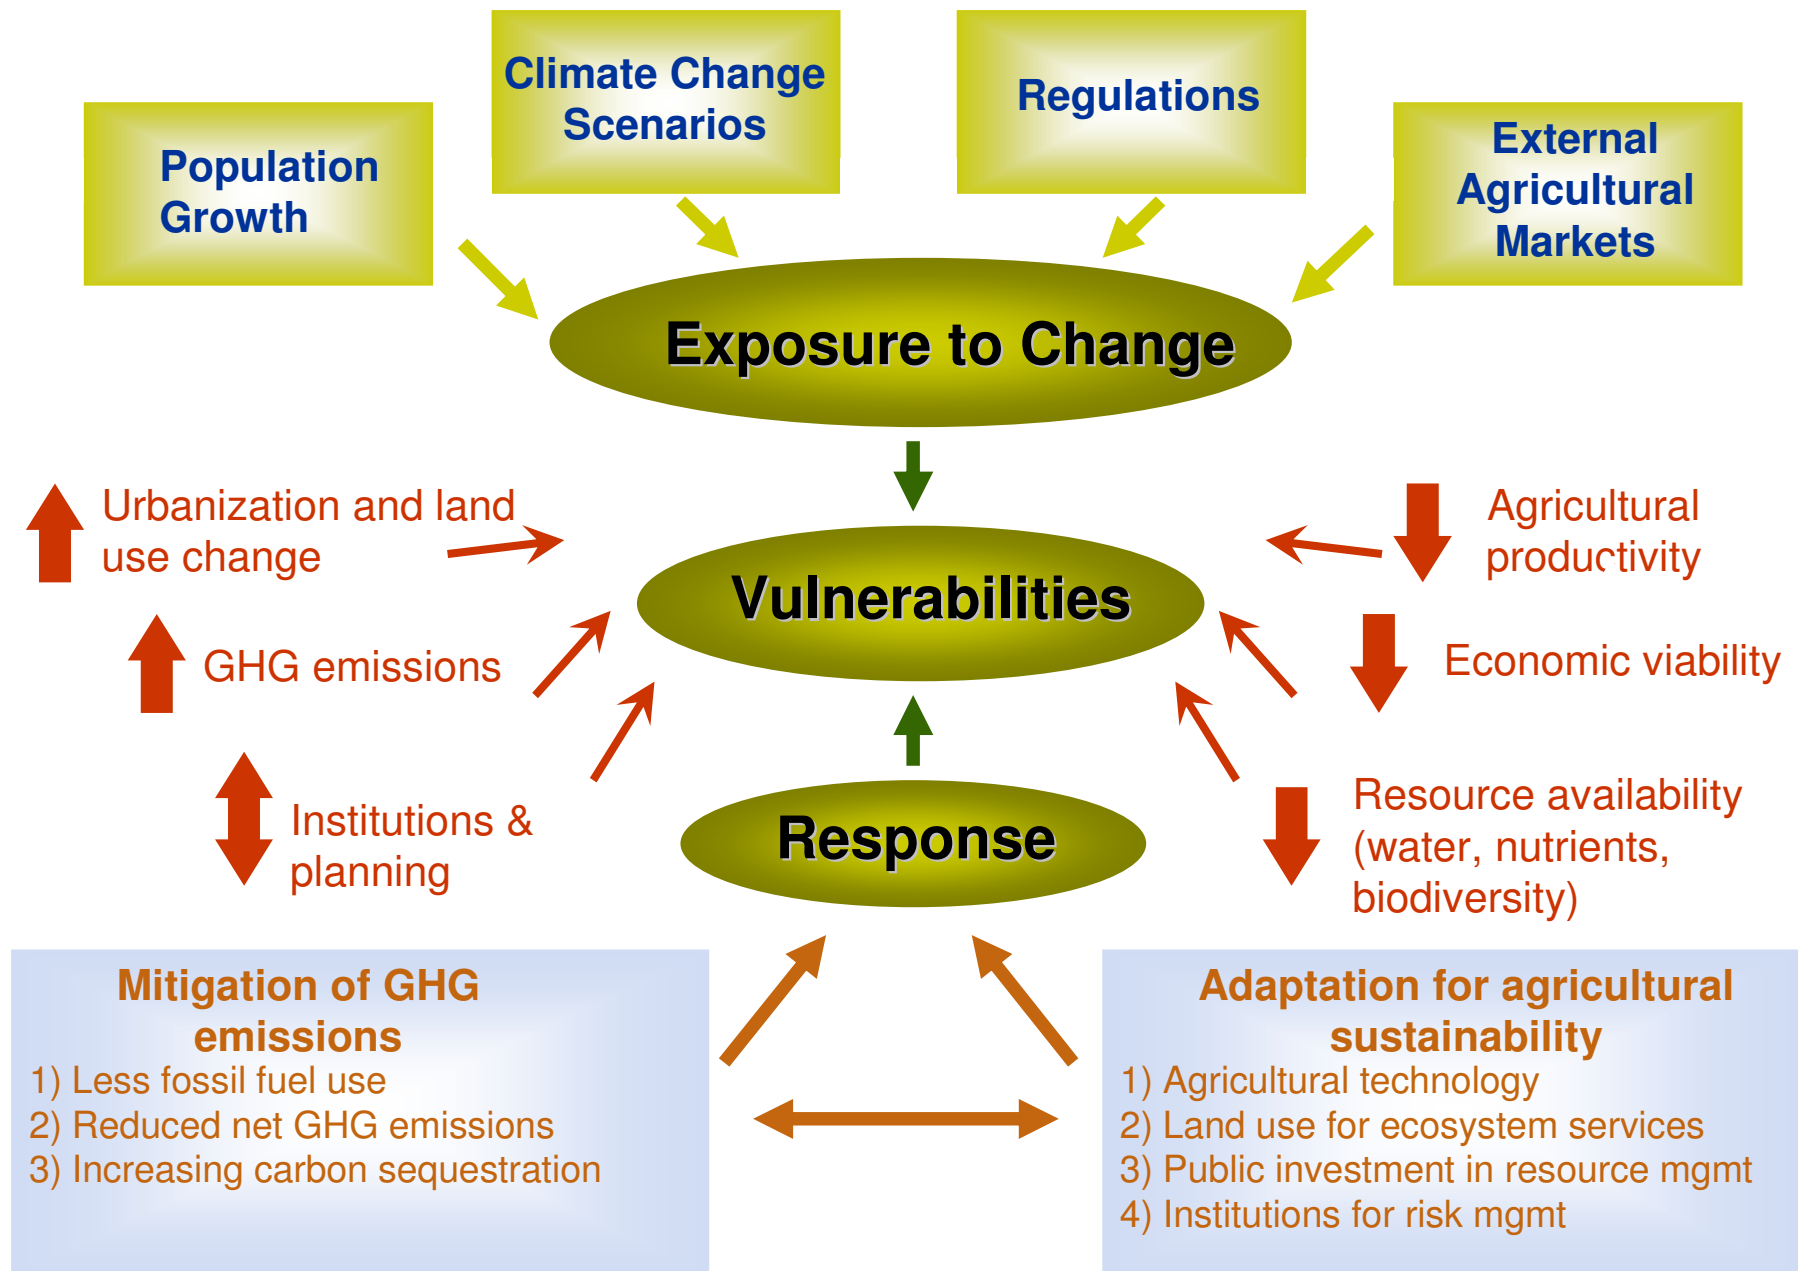 Climate Change
Scenarios
Regulations
Population
Growth
External
Agricultural
Markets
Exposure to Change
Urbanization and land
use change
Agricultural
productivity
Vulnerabilities
GHG emissions
Economic viability
Institutions &
planning
Response
Resource availability
(water, nutrients,
biodiversity)
Mitigation of GHG
emissions
1) Less fossil fuel use
2) Reduced net GHG emissions
3) Increasing carbon sequestration
Adaptation for agricultural
sustainability
1) Agricultural technology
2) Land use for ecosystem services
3) Public investment in resource mgmt
4) Institutions for risk mgmt